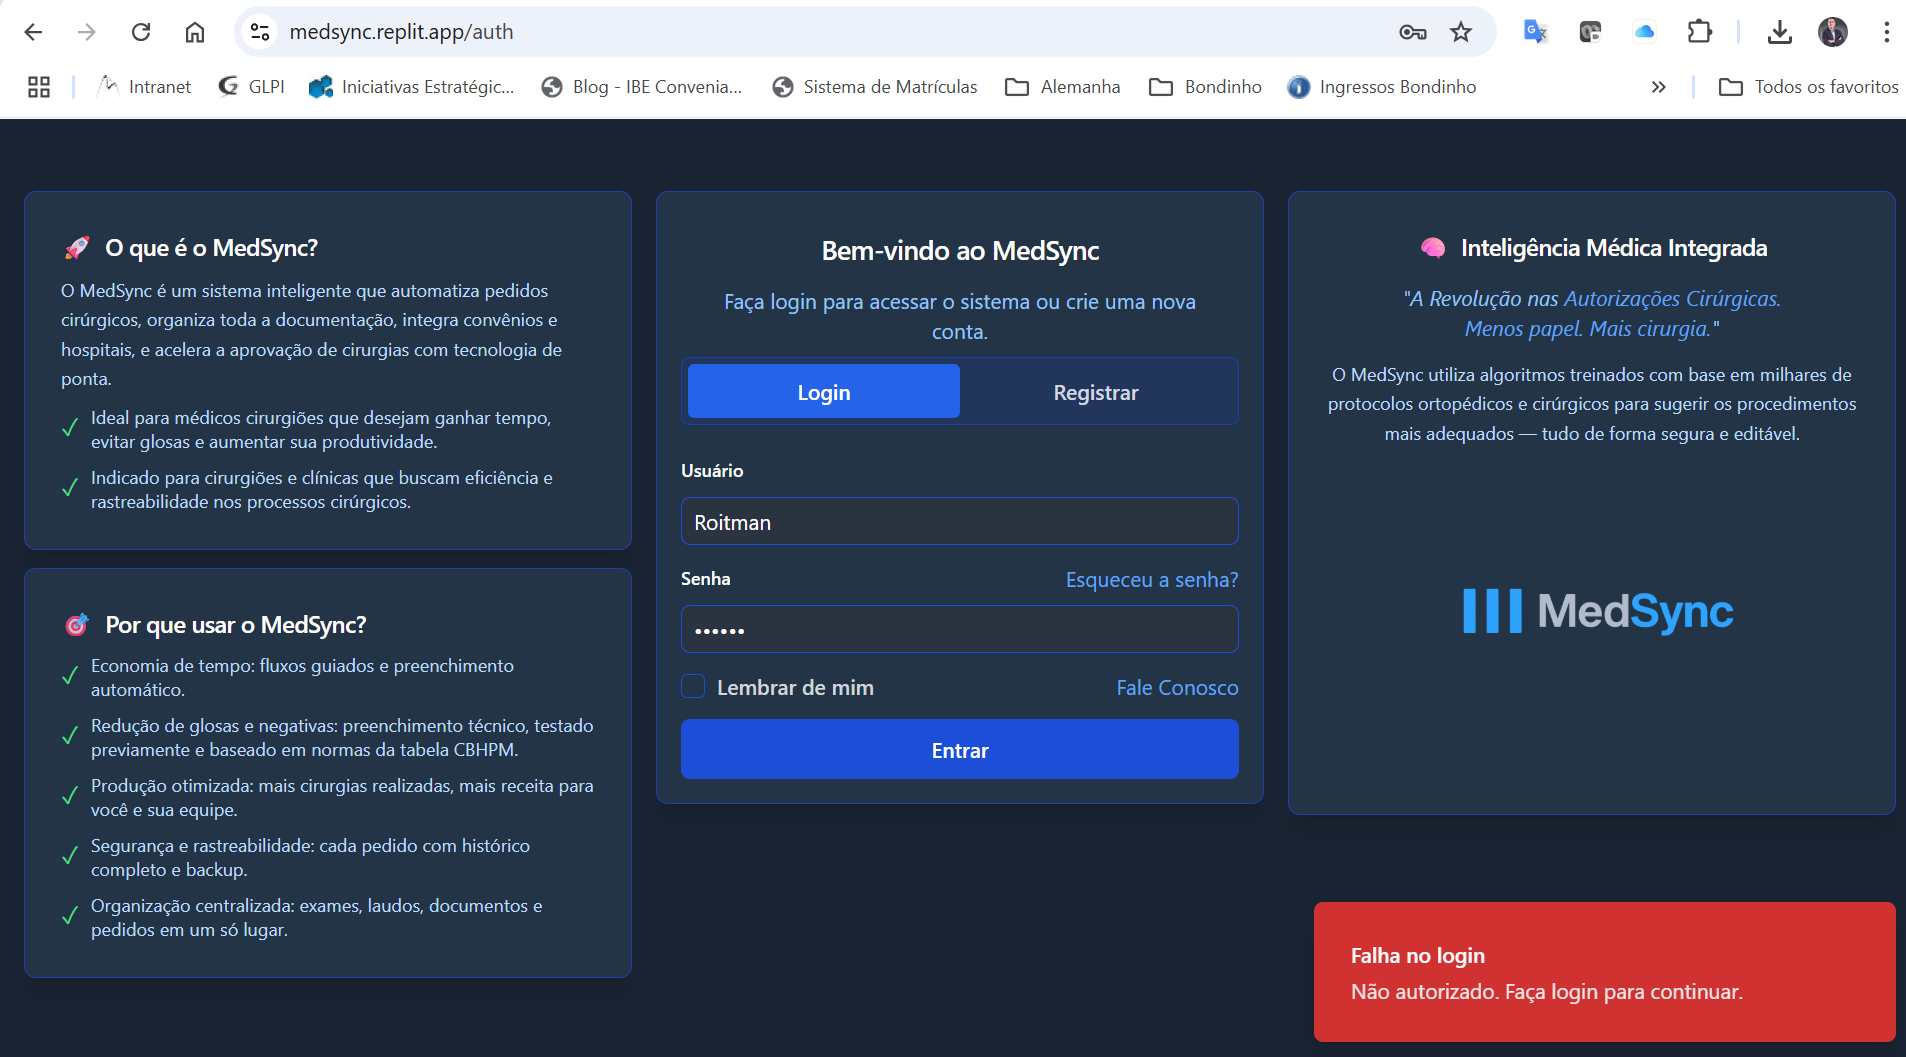 medsync.replit.app/auth
Intranet
GLPI
Iniciativas Estratégic...
Blog - IBE Convenia...
Sistema de Matrículas
Alemanha
Bondinho
Ingressos Bondinho
Todos os favoritos
O que é o MedSync?
O MedSync é um sistema inteligente que automatiza pedidos
cirúrgicos, organiza toda a documentação, integra convênios e
hospitais, e acelera a aprovação de cirurgias com tecnologia de
ponta.
Ideal para médicos cirurgiões que desejam ganhar tempo,
evitar glosas e aumentar sua produtividade.
Indicado para cirurgiões e clínicas que buscam eficiência e
rastreabilidade nos processos cirúrgicos.
Por que usar o MedSync?
Economia de tempo: fluxos guiados e preenchimento
automático.
Redução de glosas e negativas: preenchimento técnico, testado
previamente e baseado em normas da tabela CBHPM.
Produção otimizada: mais cirurgias realizadas, mais receita para
você e sua equipe.
Segurança e rastreabilidade: cada pedido com histórico
completo e backup.
Organização centralizada: exames, laudos, documentos e
pedidos em um só lugar.
Bem-vindo ao MedSync
Faça login para acessar o sistema ou crie uma nova
conta.
Login
Registrar
Usuário
Roitman
Senha
Esqueceu a senha?
••••••
Lembrar de mim
Fale Conosco
Entrar
Inteligência Médica Integrada
"A Revolução nas Autorizações Cirúrgicas.
Menos papel. Mais cirurgia."
O MedSync utiliza algoritmos treinados com base em milhares de
protocolos ortopédicos e cirúrgicos para sugerir os procedimentos
mais adequados — tudo de forma segura e editável.
MedSync
Falha no login
Não autorizado. Faça login para continuar.